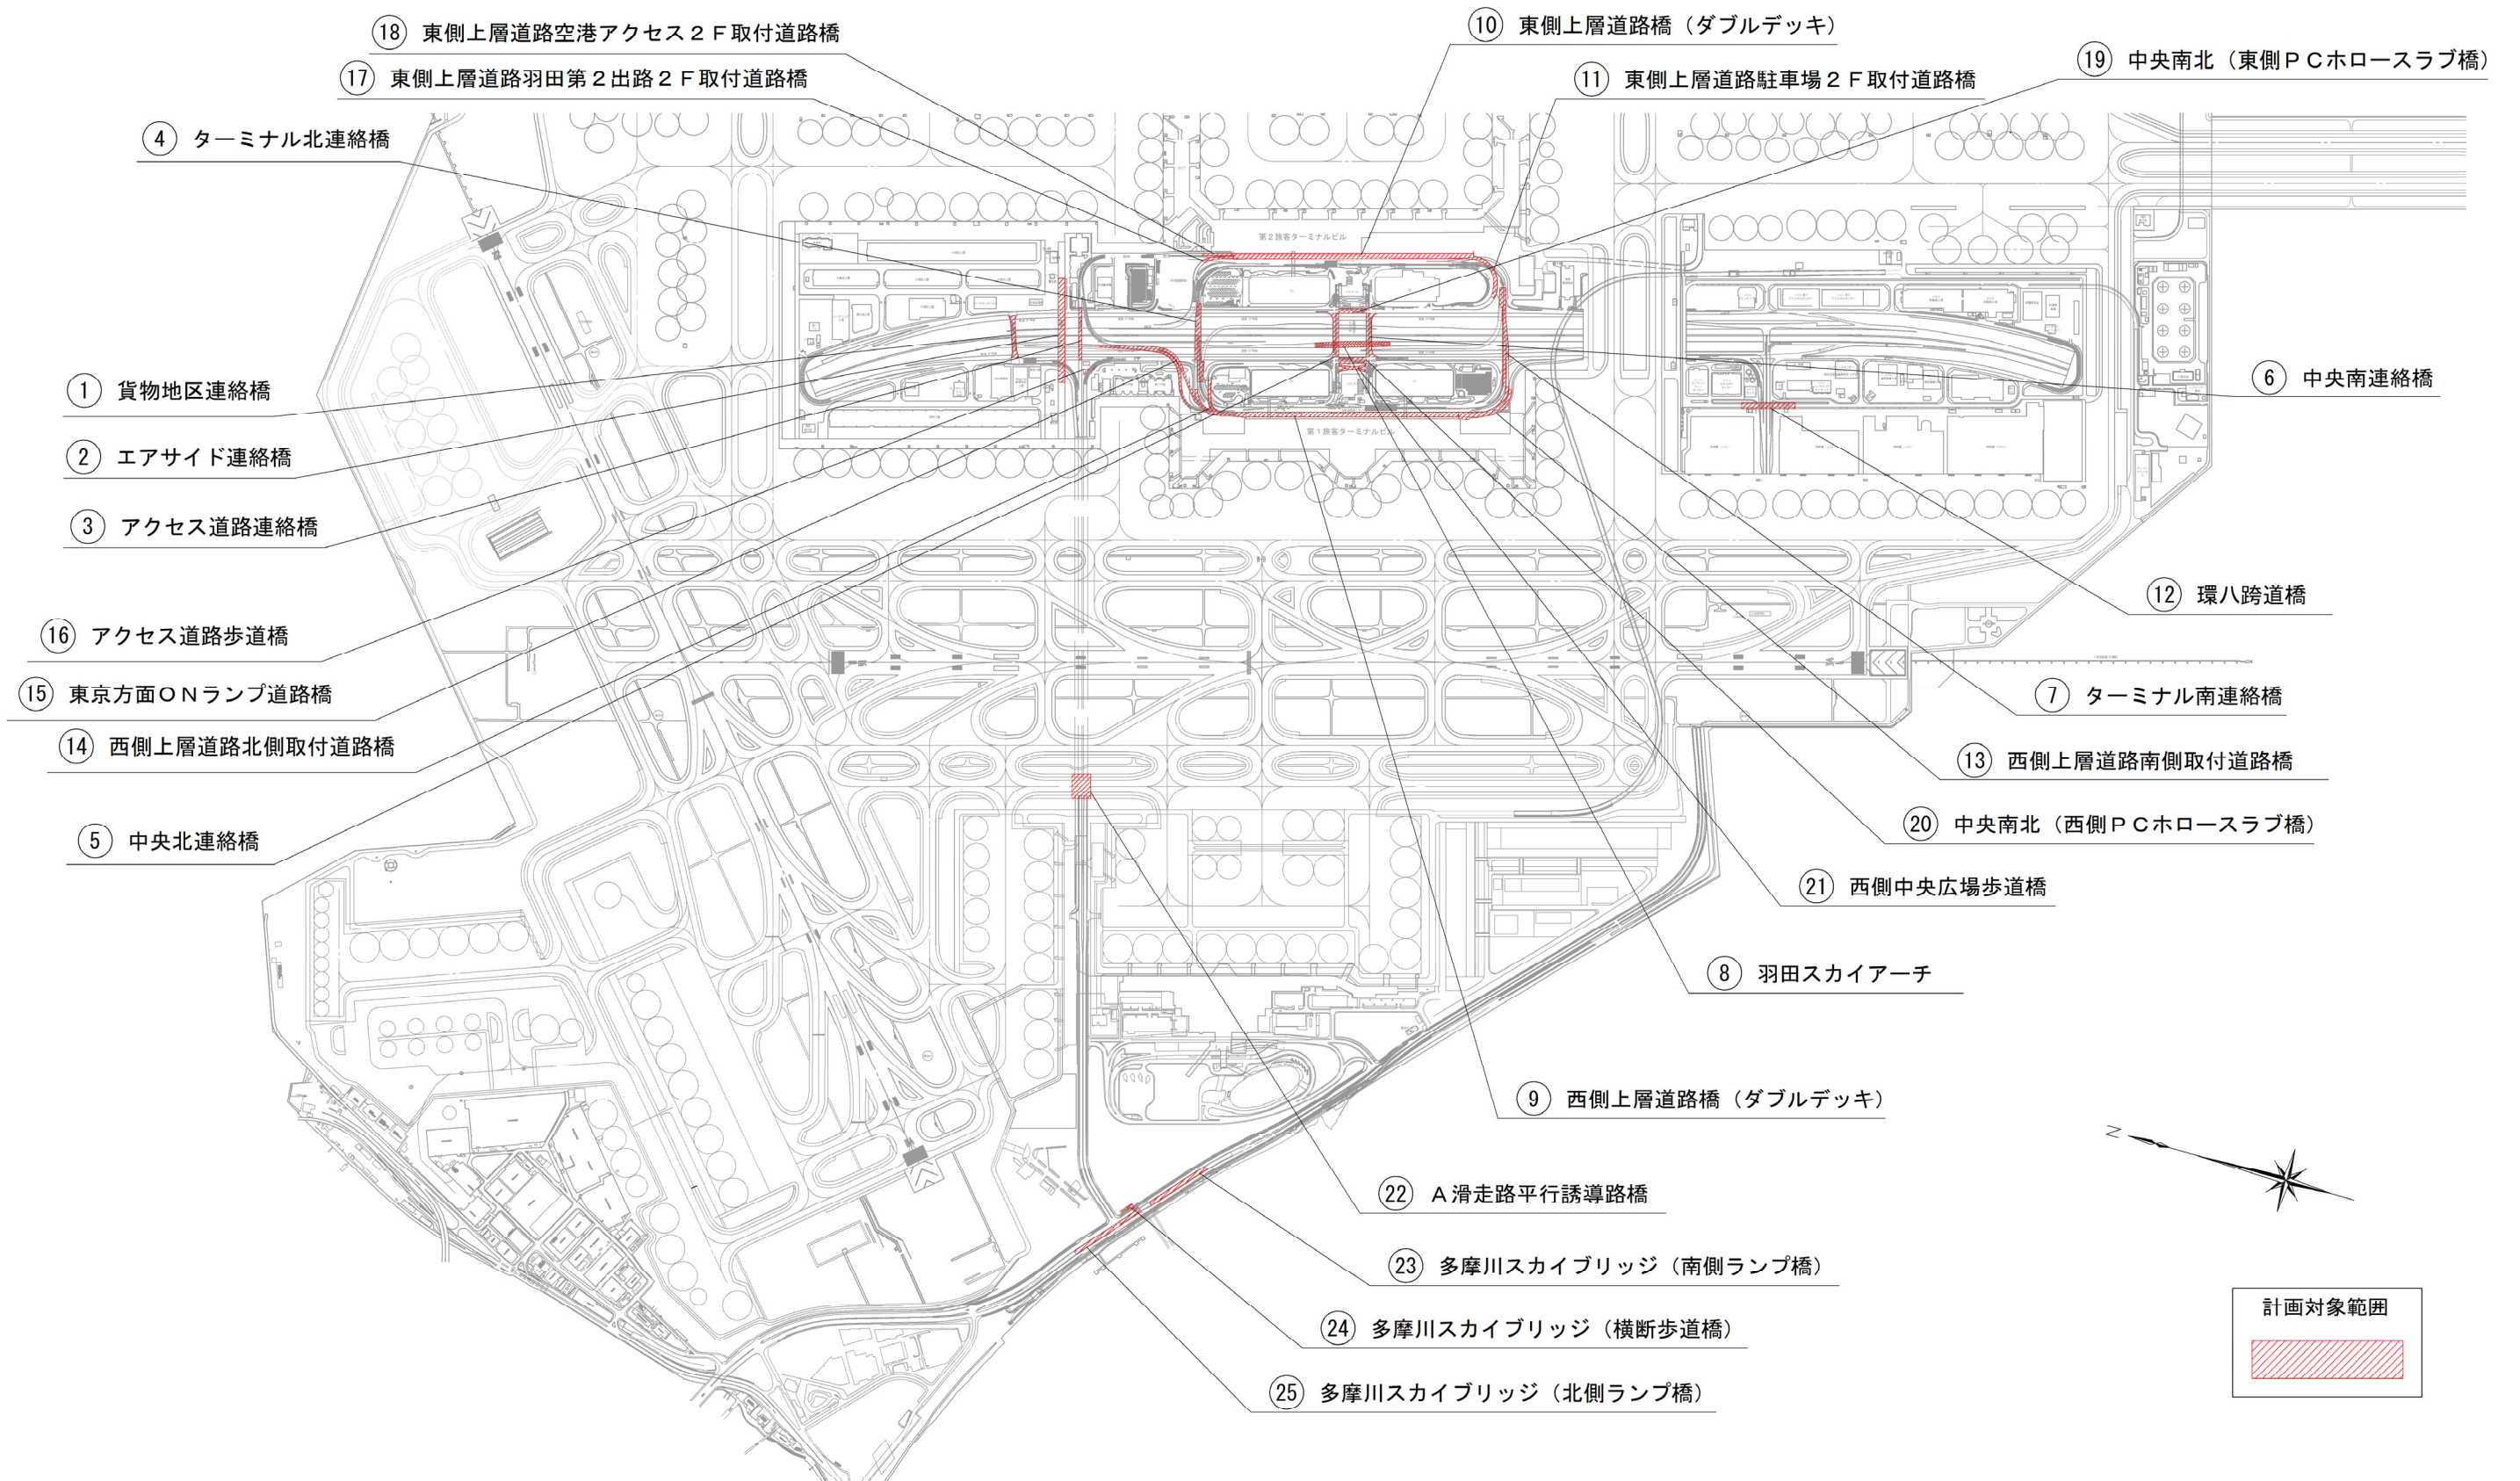 ⑱ 東側上層道路空港アクセス２Ｆ取付道路橋
⑰ 東側上層道路羽田第２出路２Ｆ取付道路橋
⑩ 東側上層道路橋（ダブルデッキ）
⑪ 東側上層道路駐車場２Ｆ取付道路橋
⑲ 中央南北（東側ＰＣホロースラブ橋）
④ ターミナル北連絡橋
第２旅客ターミナルビル
第１旅客ターミナルビル
① 貨物地区連絡橋
② エアサイド連絡橋
③ アクセス道路連絡橋
⑯ アクセス道路歩道橋
⑮ 東京方面ＯＮランプ道路橋
⑭ 西側上層道路北側取付道路橋
⑤ 中央北連絡橋
⑥ 中央南連絡橋
⑫ 環八跨道橋
⑦ ターミナル南連絡橋
⑬ 西側上層道路南側取付道路橋
⑳ 中央南北（西側ＰＣホロースラブ橋）
㉑ 西側中央広場歩道橋
⑧ 羽田スカイアーチ
⑨ 西側上層道路橋（ダブルデッキ）
㉒ Ａ滑走路平行誘導路橋
㉓ 多摩川スカイブリッジ（南側ランプ橋）
㉔ 多摩川スカイブリッジ（横断歩道橋）
㉕ 多摩川スカイブリッジ（北側ランプ橋）
N
計画対象範囲